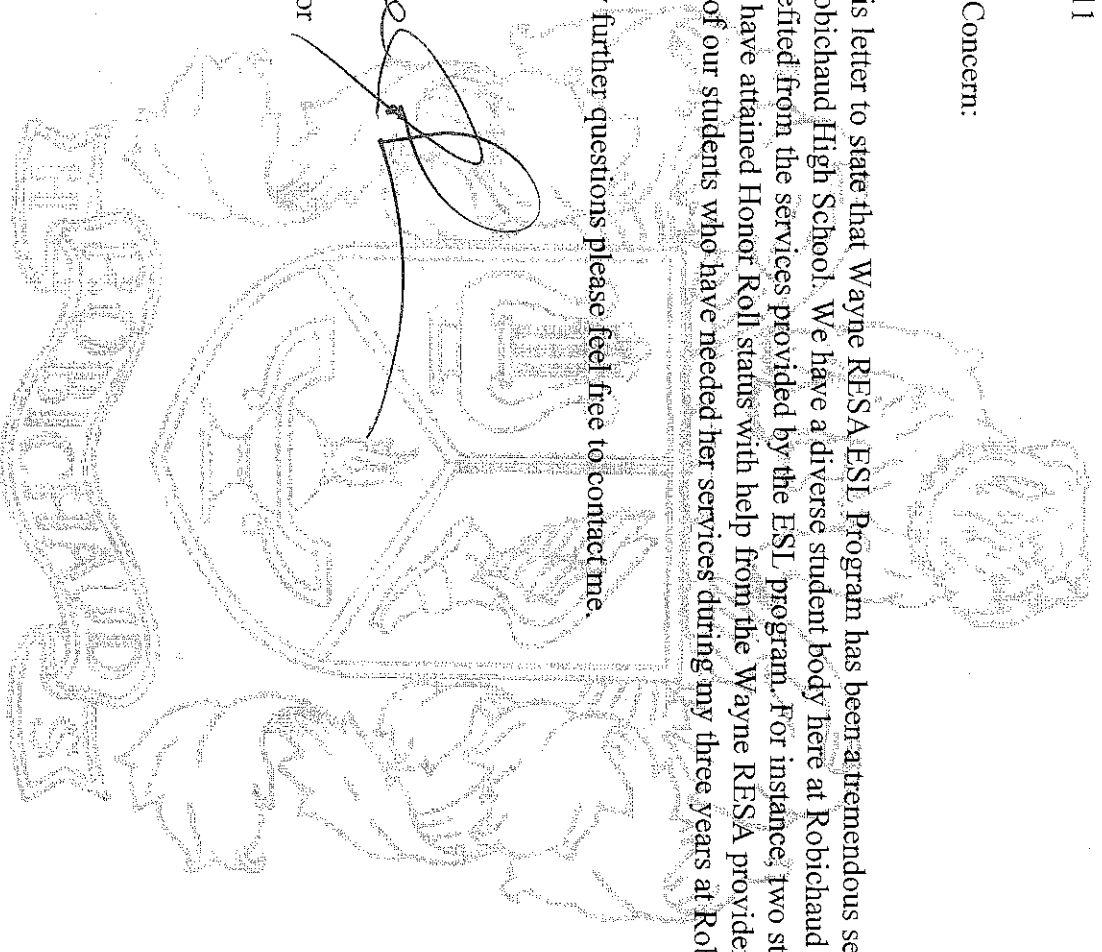 11
Concern:
is letter to state that Wayne RESA ESL Program has been a tremendous se
obichaud High School. We have a diverse student body here at Robichaud
efited from the services provided by the ESL program. For instance, two st
have attained Honor Roll status with help from the Wayne RESA provide
of our students who have needed her services during my three years at Rob
further questions please feel free to contact me.
or
R ROBICHAUD S